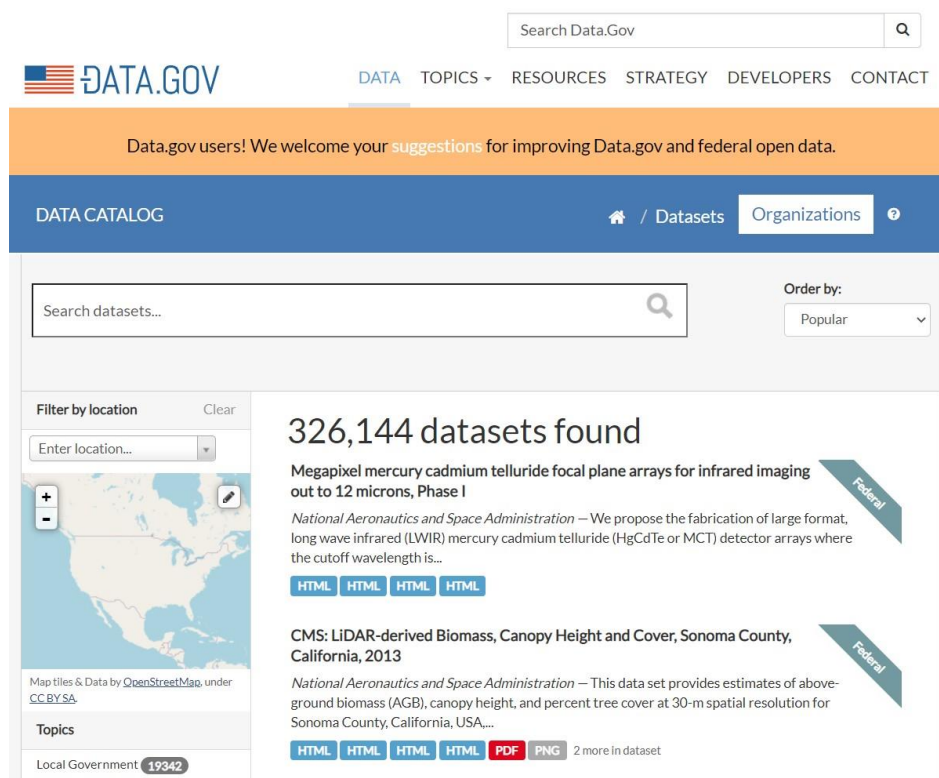 Search Data.Gov
DATA.GOV
DATA TOPICS RESOURCES STRATEGY DEVELOPERS CONTACT
Data.gov users! We welcome your suggestions for improving Data.gov and federal open data.
DATA CATALOG
/ Datasets Organizations ?
Search datasets...
Order by:
Popular
Filter by location Clear
Enter location...
+
-
Map tiles & Data by OpenStreetMap, under
CC BY SA.
Topics
Local Government 19342
326,144 datasets found
Megapixel mercury cadmium telluride focal plane arrays for infrared imaging
out to 12 microns, Phase I
Federal
National Aeronautics and Space Administration — We propose the fabrication of large format,
long wave infrared (LWIR) mercury cadmium telluride (HgCdTe or MCT) detector arrays where
the cutoff wavelength is...
HTML HTML HTML HTML
CMS: LiDAR-derived Biomass, Canopy Height and Cover, Sonoma County,
California, 2013
Federal
National Aeronautics and Space Administration — This data set provides estimates of above-
ground biomass (AGB), canopy height, and percent tree cover at 30-m spatial resolution for
Sonoma County, California, USA,...
HTML HTML HTML HTML PDF PNG 2 more in dataset